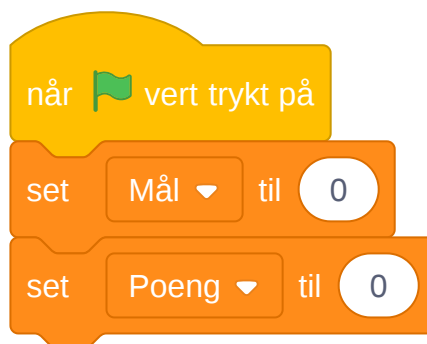 når vert trykt på
set Mål til 0
set Poeng til 0